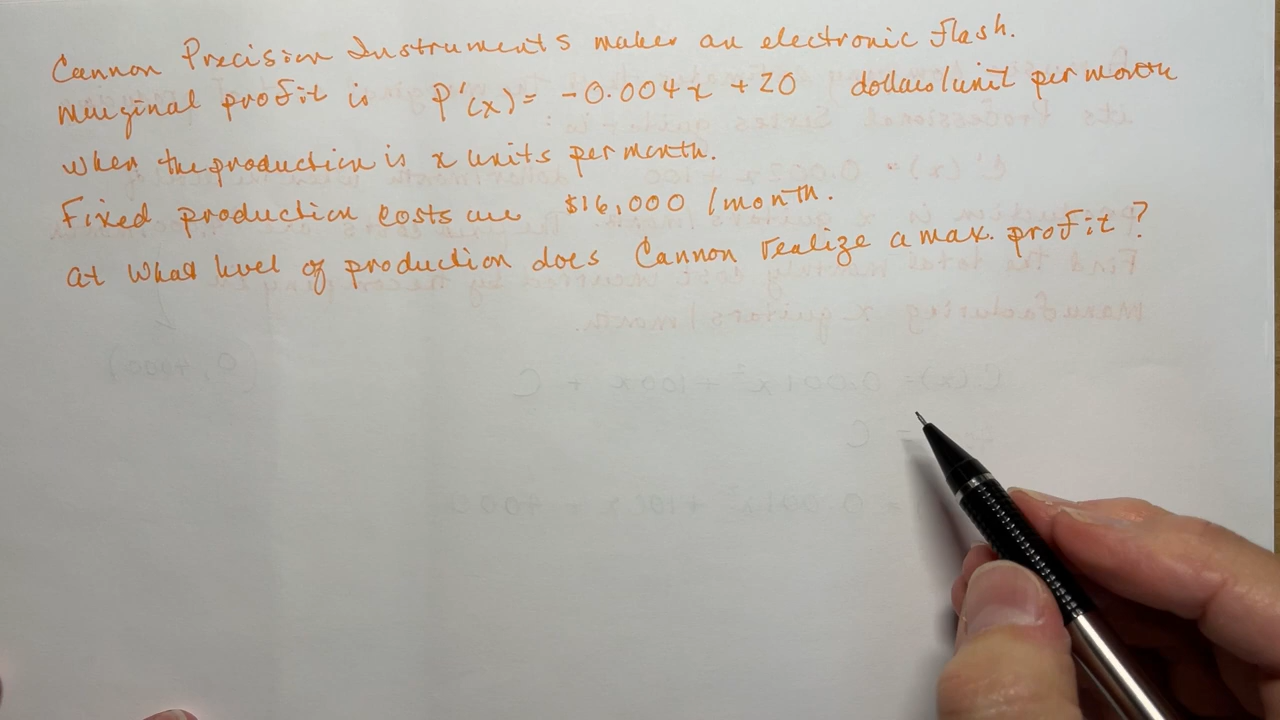 Cannon Precision Instruments makes an electronic flash.
marginal profit is P'(x) = -0.004x + 20 dollars/unit per month
when the production is x units per month.
Fixed production costs are $16,000 /month.
at what level of production does Cannon realize a max. profit?